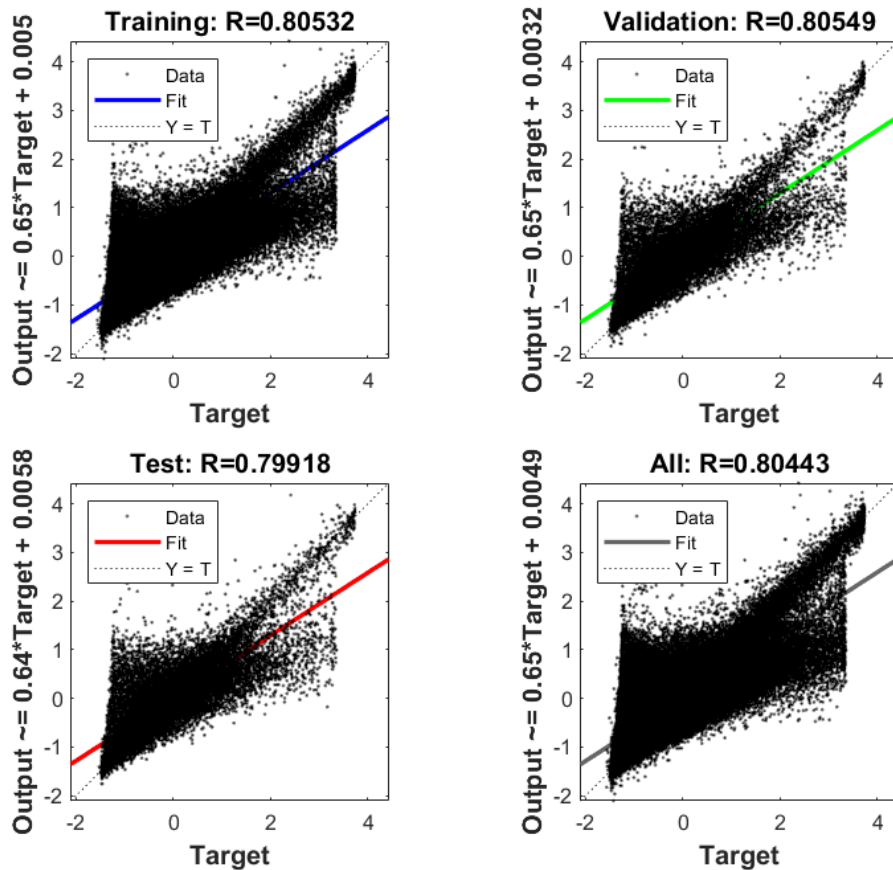 Training: R=0.80532
Output ~= 0.65*Target + 0.005
4
3
2
1
0
-1
-2
Data
Fit
Y = T
-2 0 2 4
Target
Validation: R=0.80549
Output ~= 0.65*Target + 0.0032
4
3
2
1
0
-1
-2
Data
Fit
Y = T
-2 0 2 4
Target
Test: R=0.79918
Output ~= 0.64*Target + 0.0058
4
3
2
1
0
-1
-2
Data
Fit
Y = T
-2 0 2 4
Target
All: R=0.80443
Output ~= 0.65*Target + 0.0049
4
3
2
1
0
-1
-2
Data
Fit
Y = T
-2 0 2 4
Target